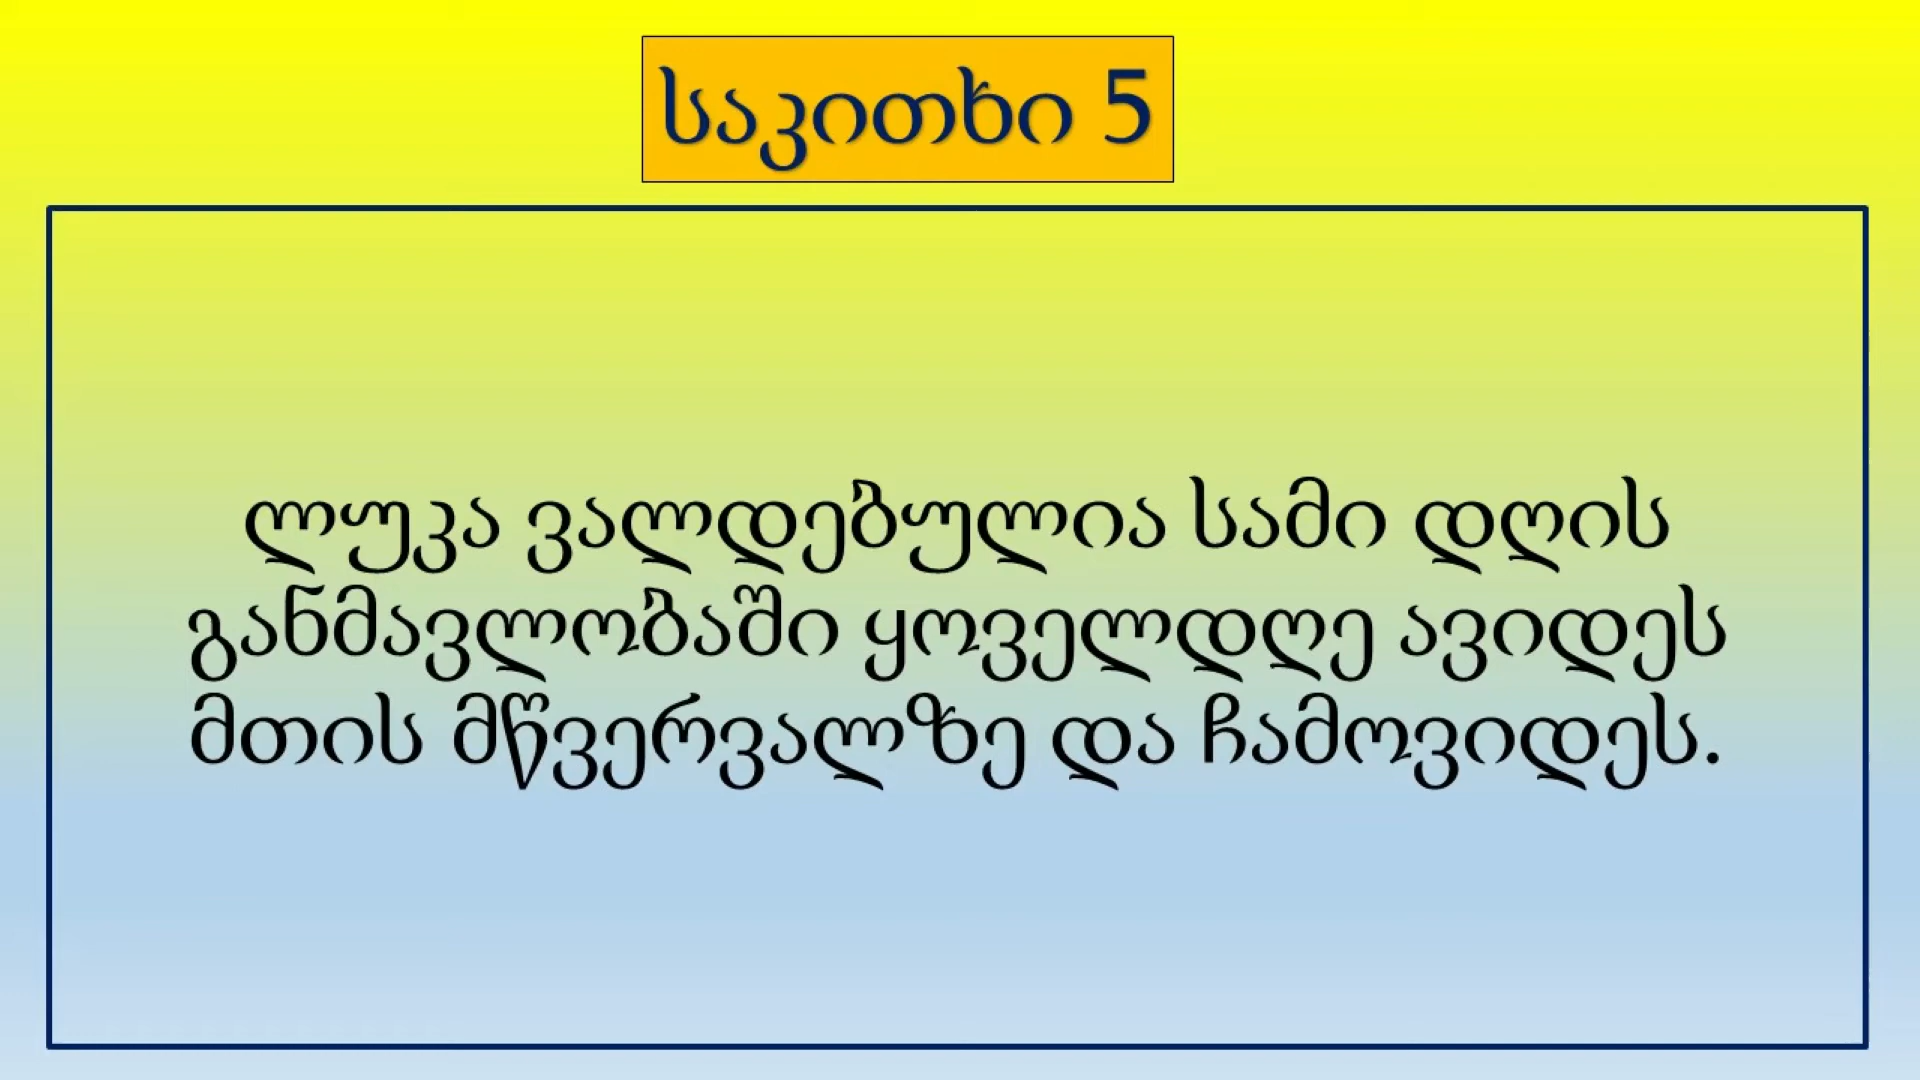 საკითხი 5
ლუკა ვალდებულია სამი დღის
განმავლობაში ყოველდღე ავიდეს
მთის მწვერვალზე და ჩამოვიდეს.